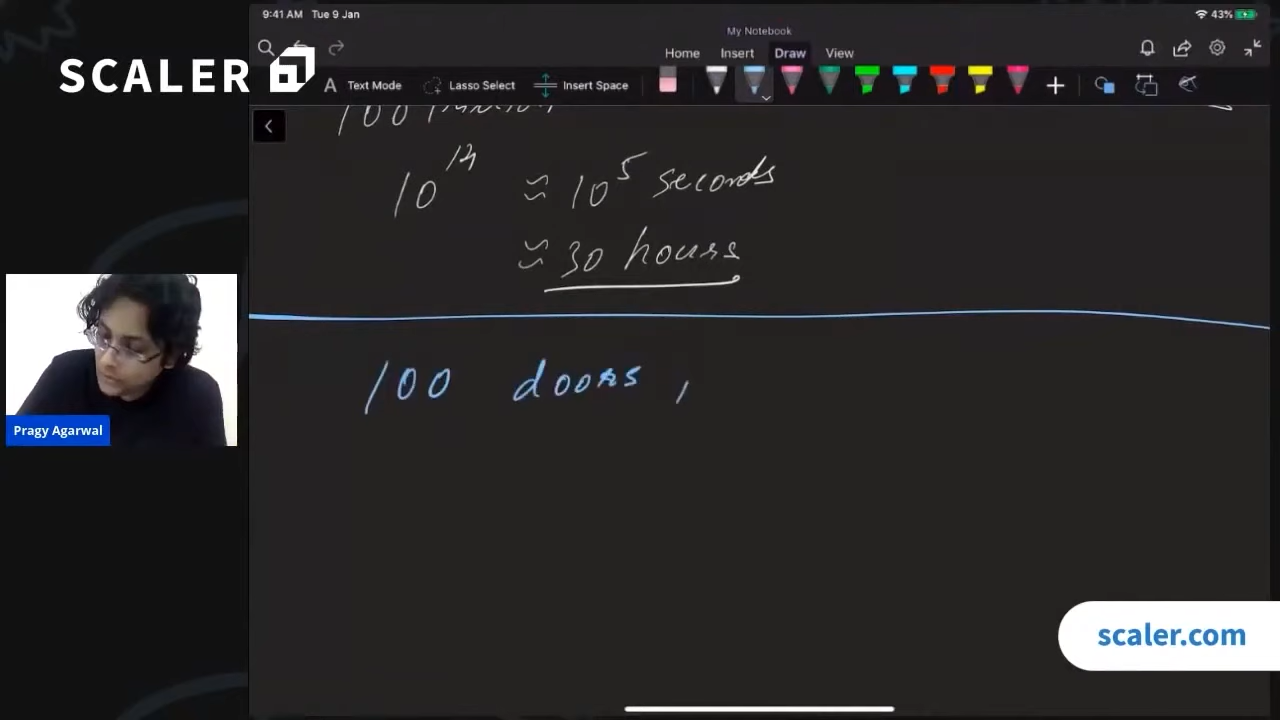 9:41 AM Tue 9 Jan
43%
My Notebook
Home Insert Draw View
SCALER
A Text Mode Lasso Select Insert Space
100
10^14 ≈ 10^5 seconds
≈ 30 hours
100 doors ,
Pragy Agarwal
scaler.com